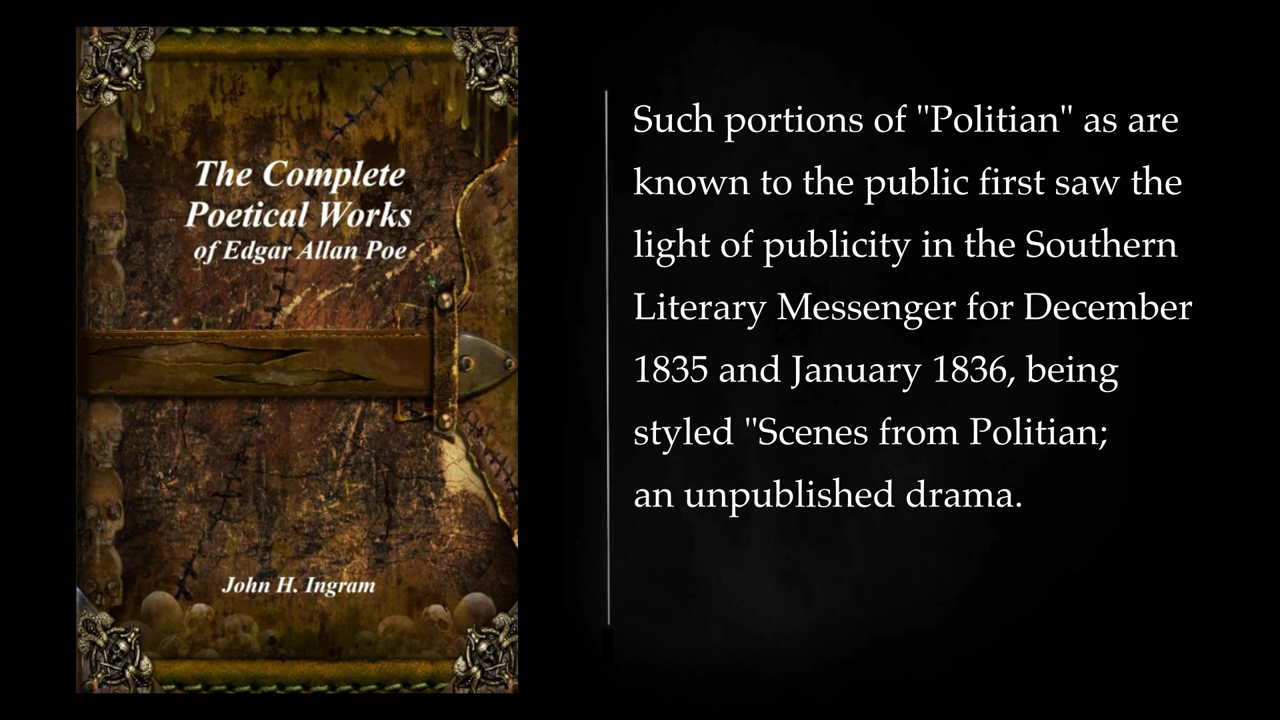 The Complete
Poetical Works
of Edgar Allan Poe
John H. Ingram
Such portions of "Politian" as are
known to the public first saw the
light of publicity in the Southern
Literary Messenger for December
1835 and January 1836, being
styled "Scenes from Politian;
an unpublished drama.